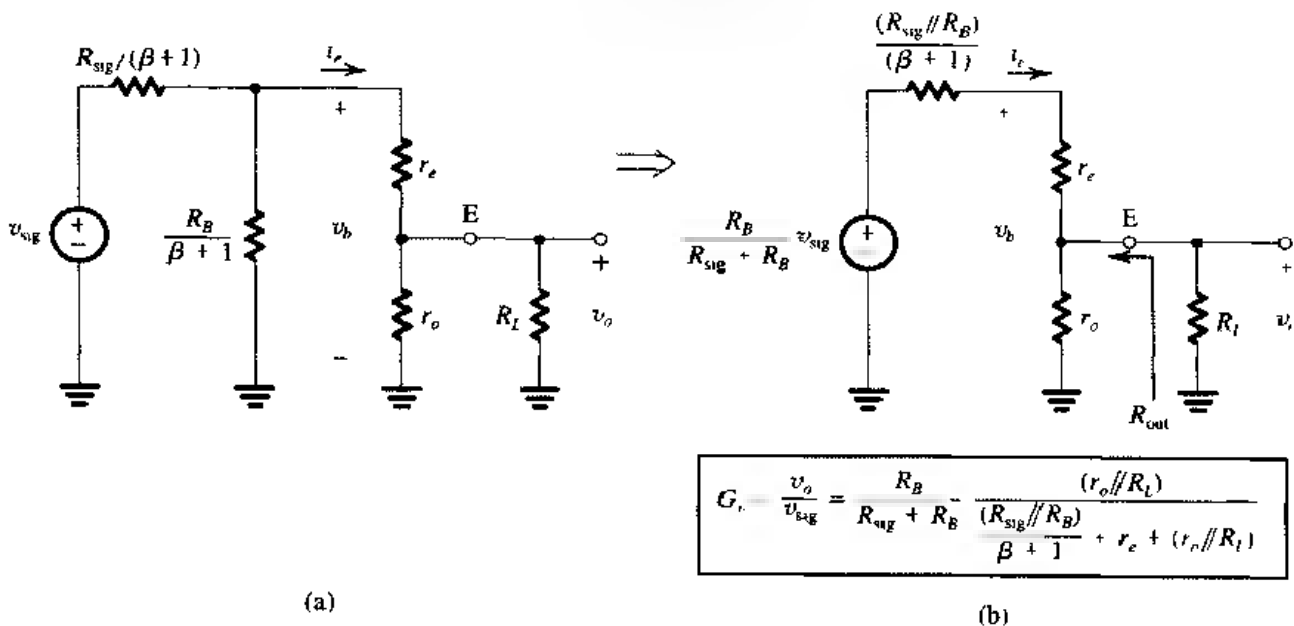 R_sig/(β+1)
i_e
+
r_e
v_sig
+
−
R_B
β + 1
v_b
E
r_o
R_L
+
v_o
−
(a)
(R_sig//R_B)
(β + 1)
i_e
+
r_e
R_B
R_sig + R_B
v_sig
+
v_b
E
r_o
R_L
+
R_out
G_v = v_o/v_sig = R_B/(R_sig + R_B) (r_o//R_L)/((R_sig//R_B)/(β + 1) + r_e + (r_o//R_L))
(b)